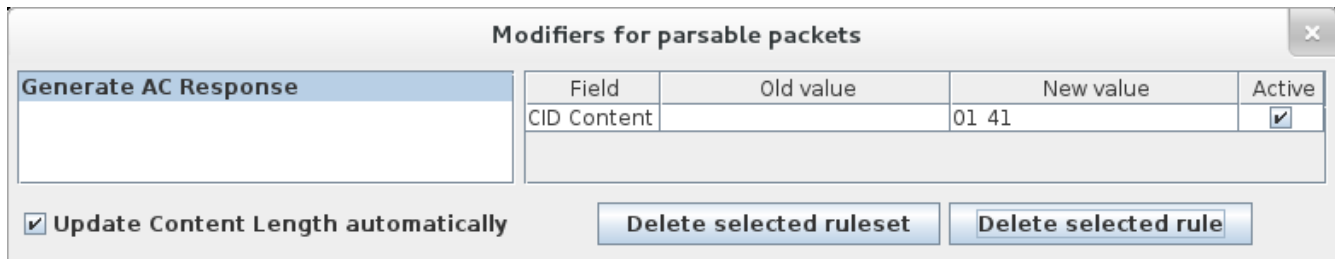 Modifiers for parsable packets
Generate AC Response
Field Old value New value Active
CID Content 01 41
Update Content Length automatically
Delete selected ruleset
Delete selected rule